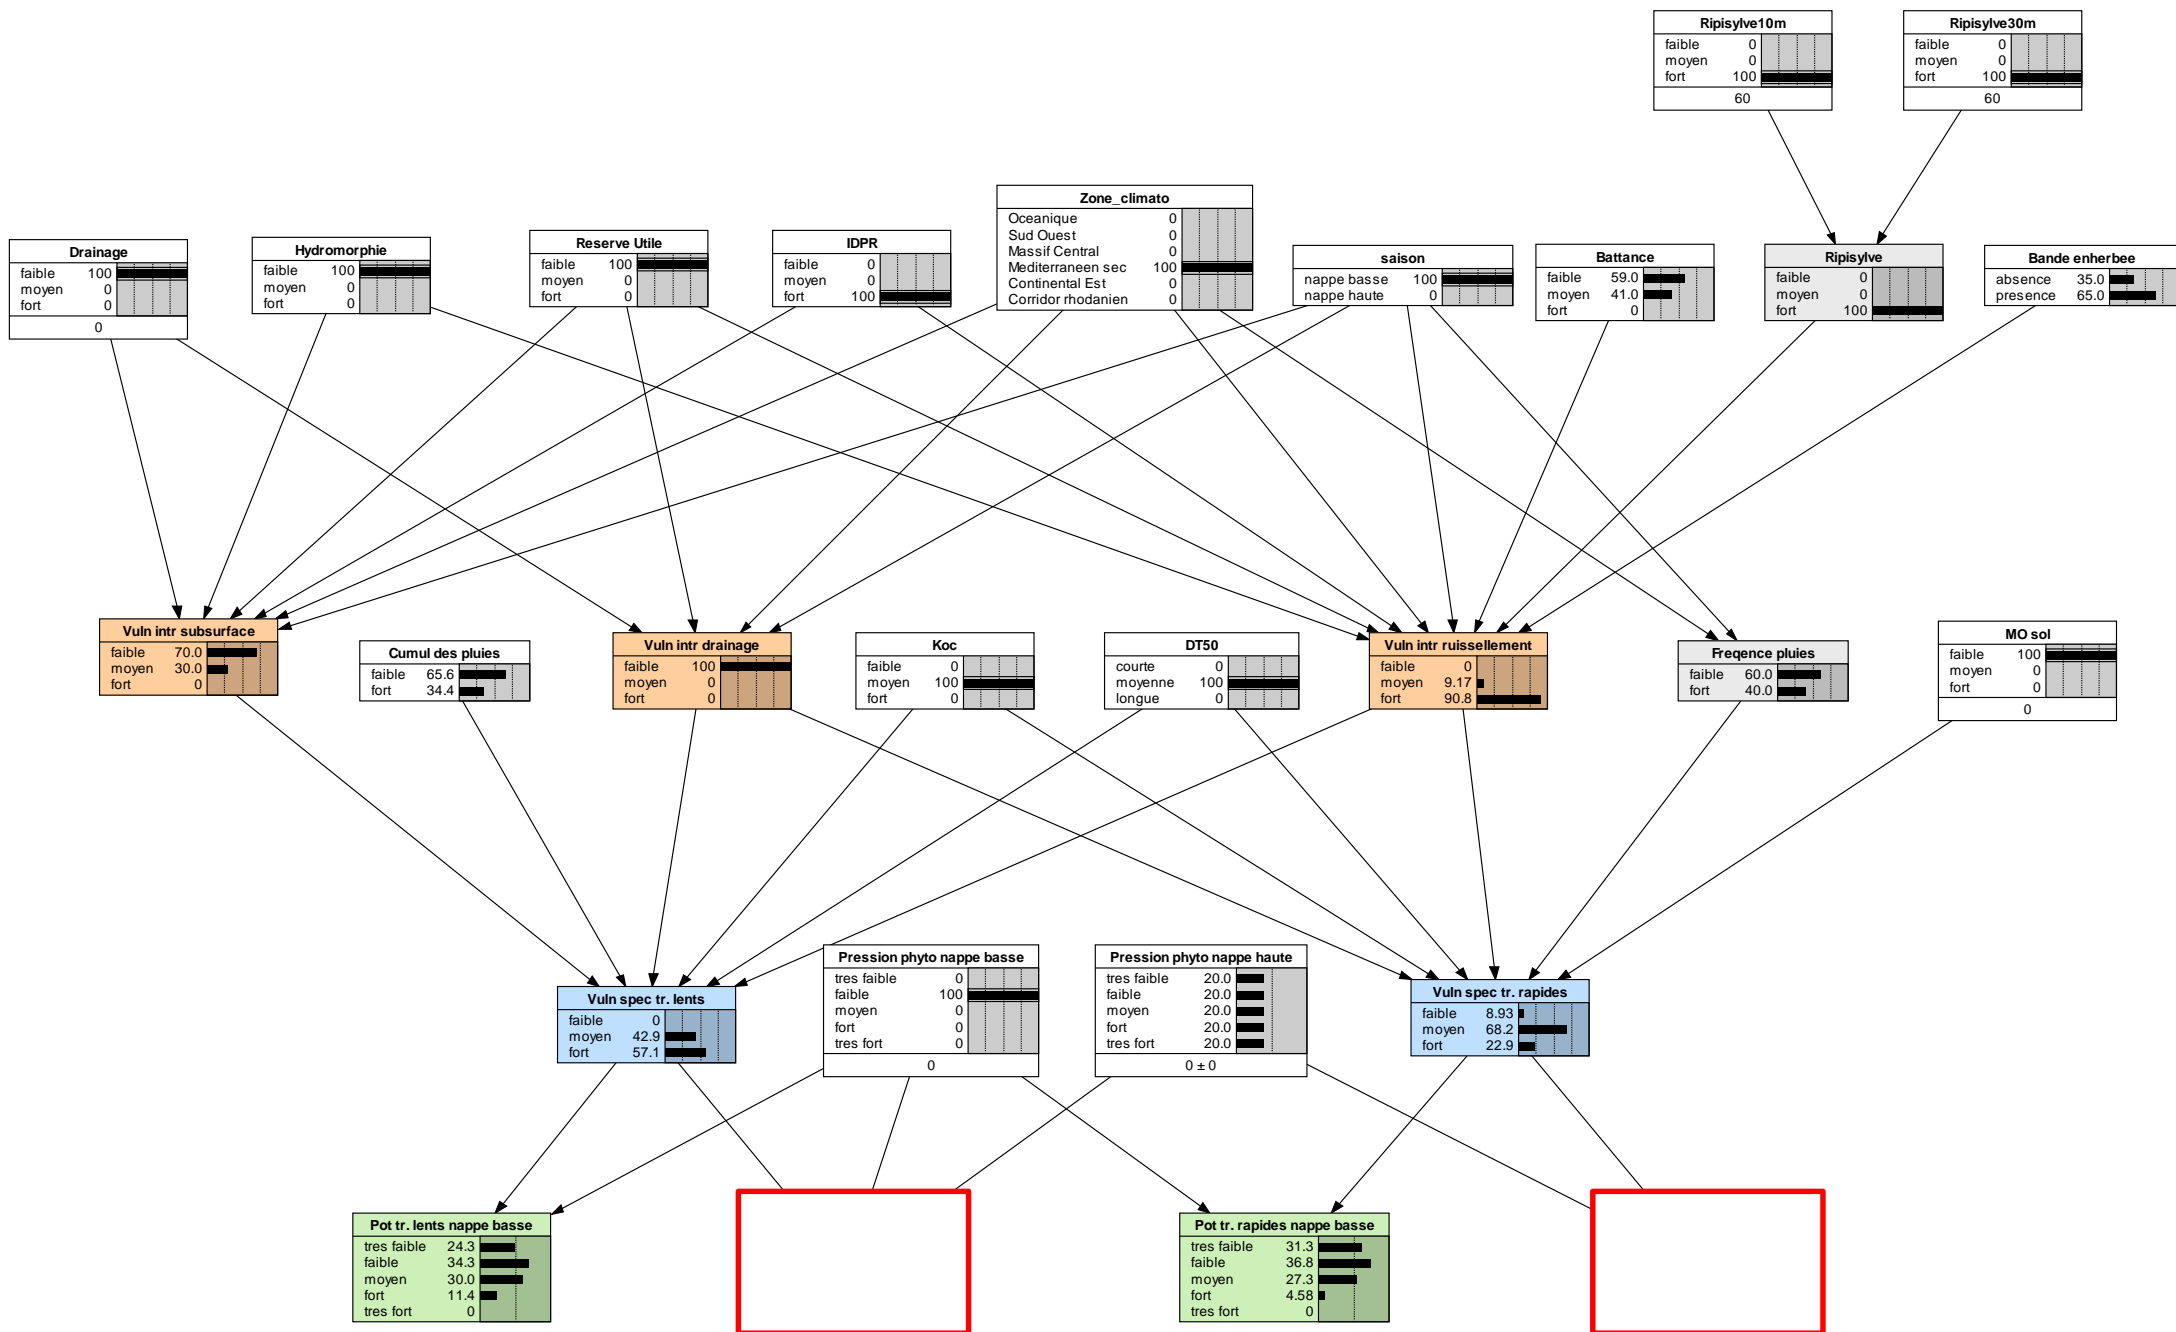 Ripisylve10m
faible 0
moyen 0
fort 100
60
Ripisylve30m
faible 0
moyen 0
fort 100
60
Drainage
faible 100
moyen 0
fort 0
0
Hydromorphie
faible 100
moyen 0
fort 0
Reserve Utile
faible 100
moyen 0
fort 0
IDPR
faible 0
moyen 0
fort 100
Zone_climato
Oceanique 0
Sud Ouest 0
Massif Central 0
Mediterraneen sec 100
Continental Est 0
Corridor rhodanien 0
saison
nappe basse 100
nappe haute 0
Battance
faible 59.0
moyen 41.0
fort 0
Ripisylve
faible 0
moyen 0
fort 100
Bande enherbee
absence 35.0
presence 65.0
Vuln intr subsurface
faible 70.0
moyen 30.0
fort 0
Cumul des pluies
faible 65.6
fort 34.4
Vuln intr drainage
faible 100
moyen 0
fort 0
Koc
faible 0
moyen 100
fort 0
DT50
courte 0
moyenne 100
longue 0
Vuln intr ruissellement
faible 0
moyen 9.17
fort 90.8
Freqence pluies
faible 60.0
fort 40.0
MO sol
faible 100
moyen 0
fort 0
0
Vuln spec tr. lents
faible 0
moyen 42.9
fort 57.1
Pression phyto nappe basse
tres faible 0
faible 100
moyen 0
fort 0
tres fort 0
0
Pression phyto nappe haute
tres faible 20.0
faible 20.0
moyen 20.0
fort 20.0
tres fort 20.0
0 ± 0
Vuln spec tr. rapides
faible 8.93
moyen 68.2
fort 22.9
Pot tr. lents nappe basse
tres faible 24.3
faible 34.3
moyen 30.0
fort 11.4
tres fort 0
Pot tr. rapides nappe basse
tres faible 31.3
faible 36.8
moyen 27.3
fort 4.58
tres fort 0